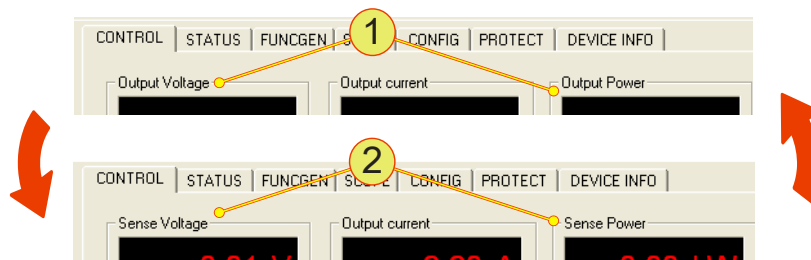 1
CONTROL STATUS FUNCGEN CONFIG PROTECT DEVICE INFO
Output Voltage Output current Output Power
2
CONTROL STATUS FUNCGEN SCOPE CONFIG PROTECT DEVICE INFO
Sense Voltage Output current Sense Power